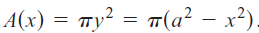 A(x) = πy² = π(a² − x²).